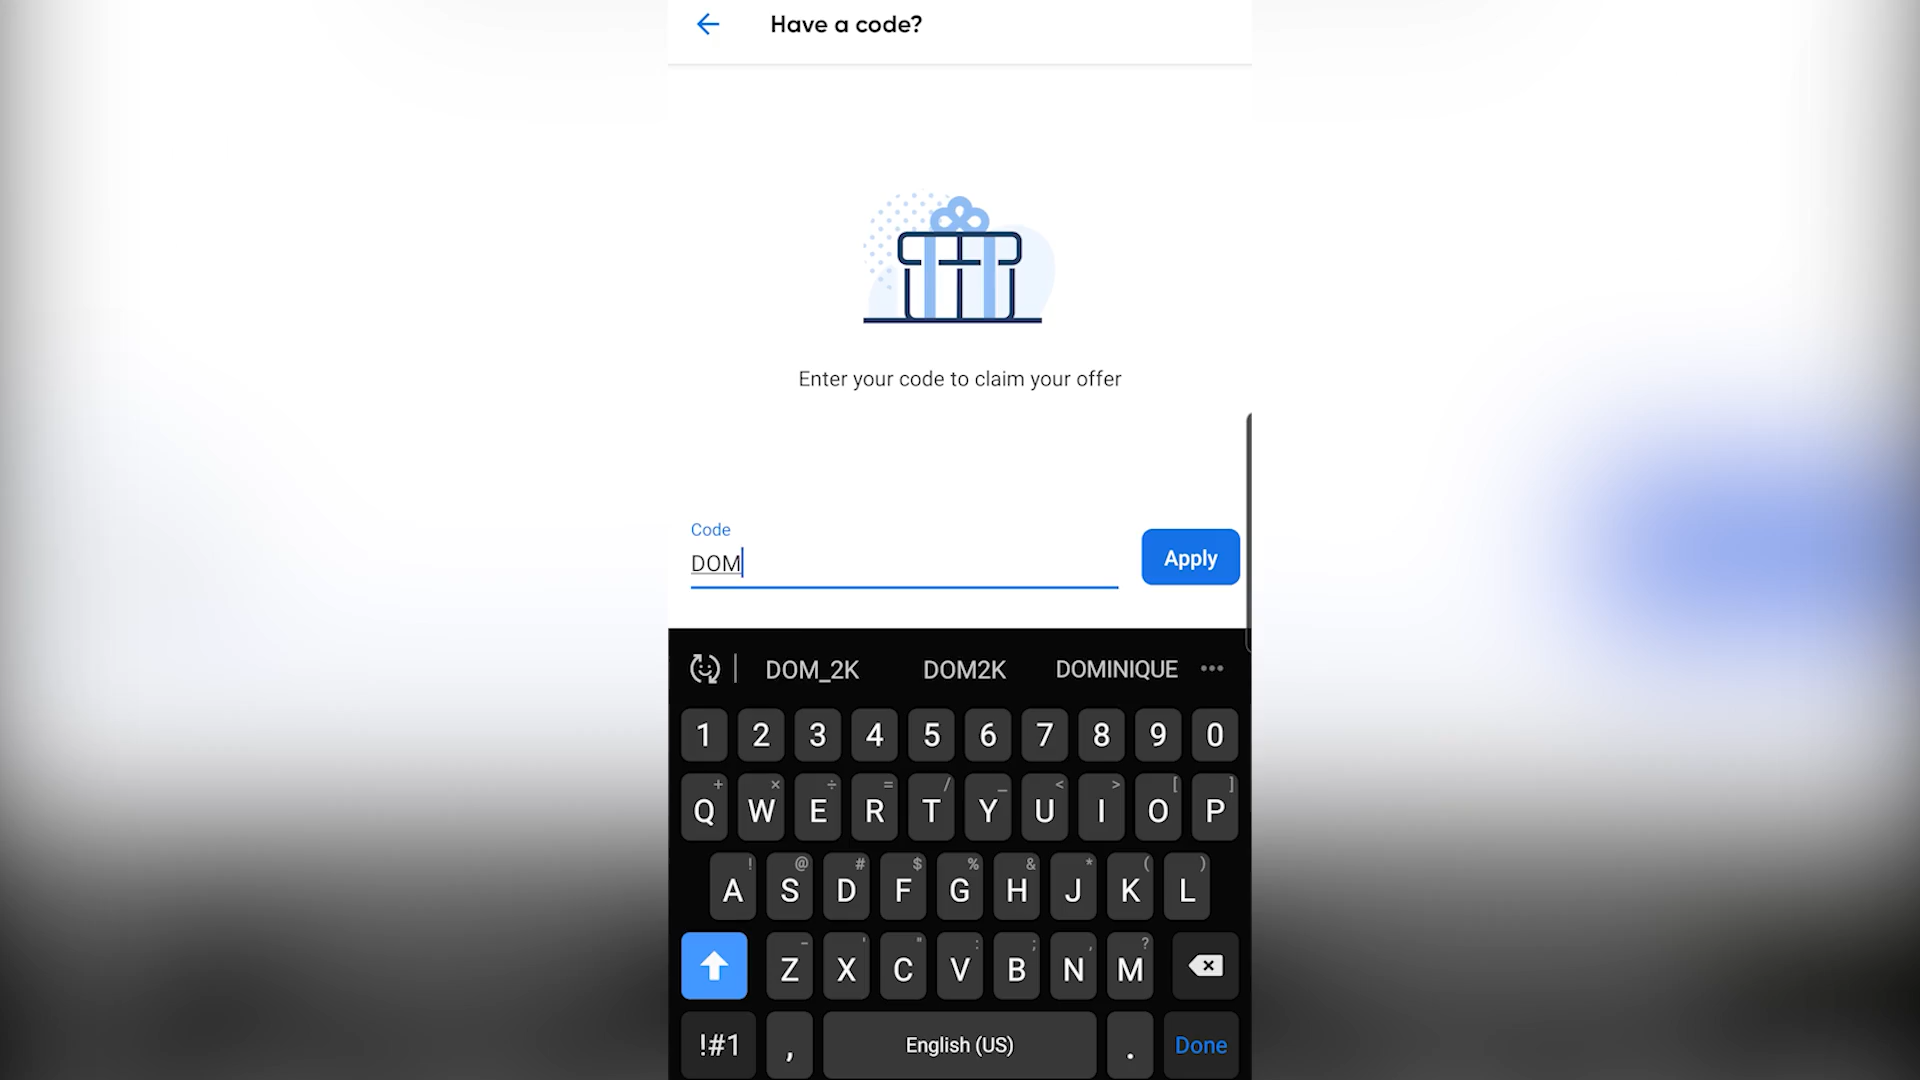 Have a code?
Enter your code to claim your offer
Code
DOM
Apply
DOM_2K DOM2K DOMINIQUE •••
1 2 3 4 5 6 7 8 9 0
+ × ÷ = / _ < > [ ]
Q W E R T Y U I O P
! @ # $ % & * ( )
A S D F G H J K L
- ' " : ; , ?
Z X C V B N M
!#1 , English (US) . Done